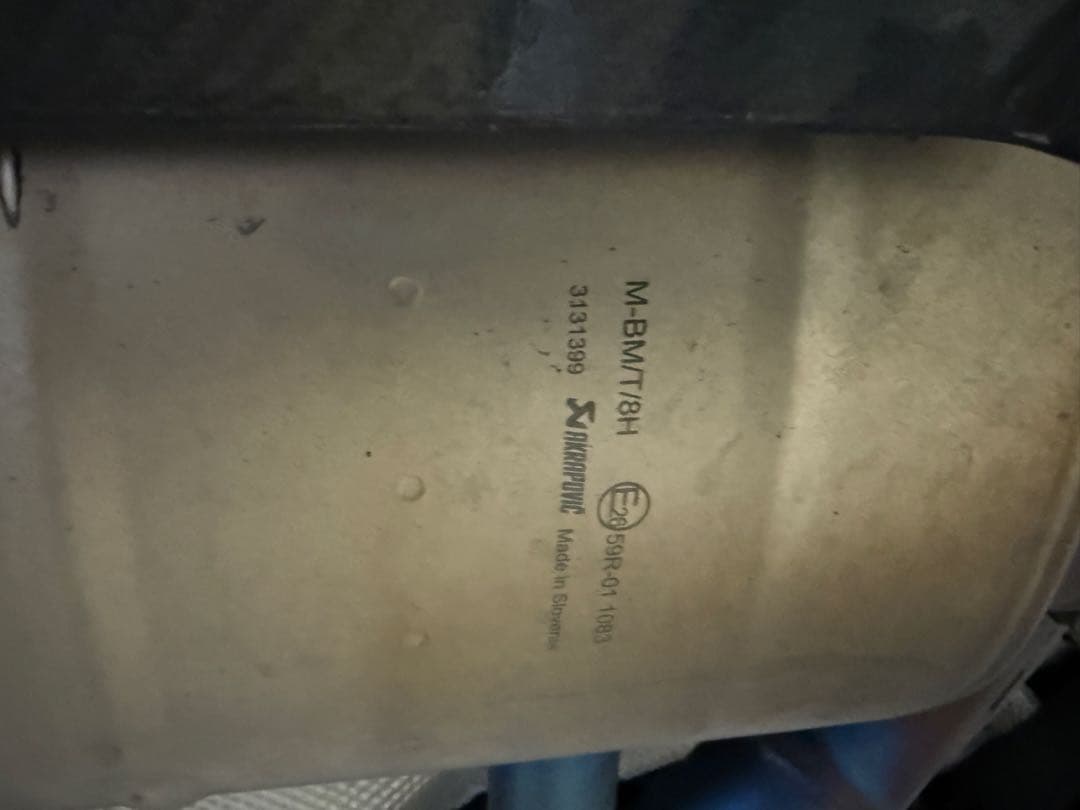 M-BM/T/8H E26 59R-01 1083
3131399 AKRAPOVIČ Made in Slovenia